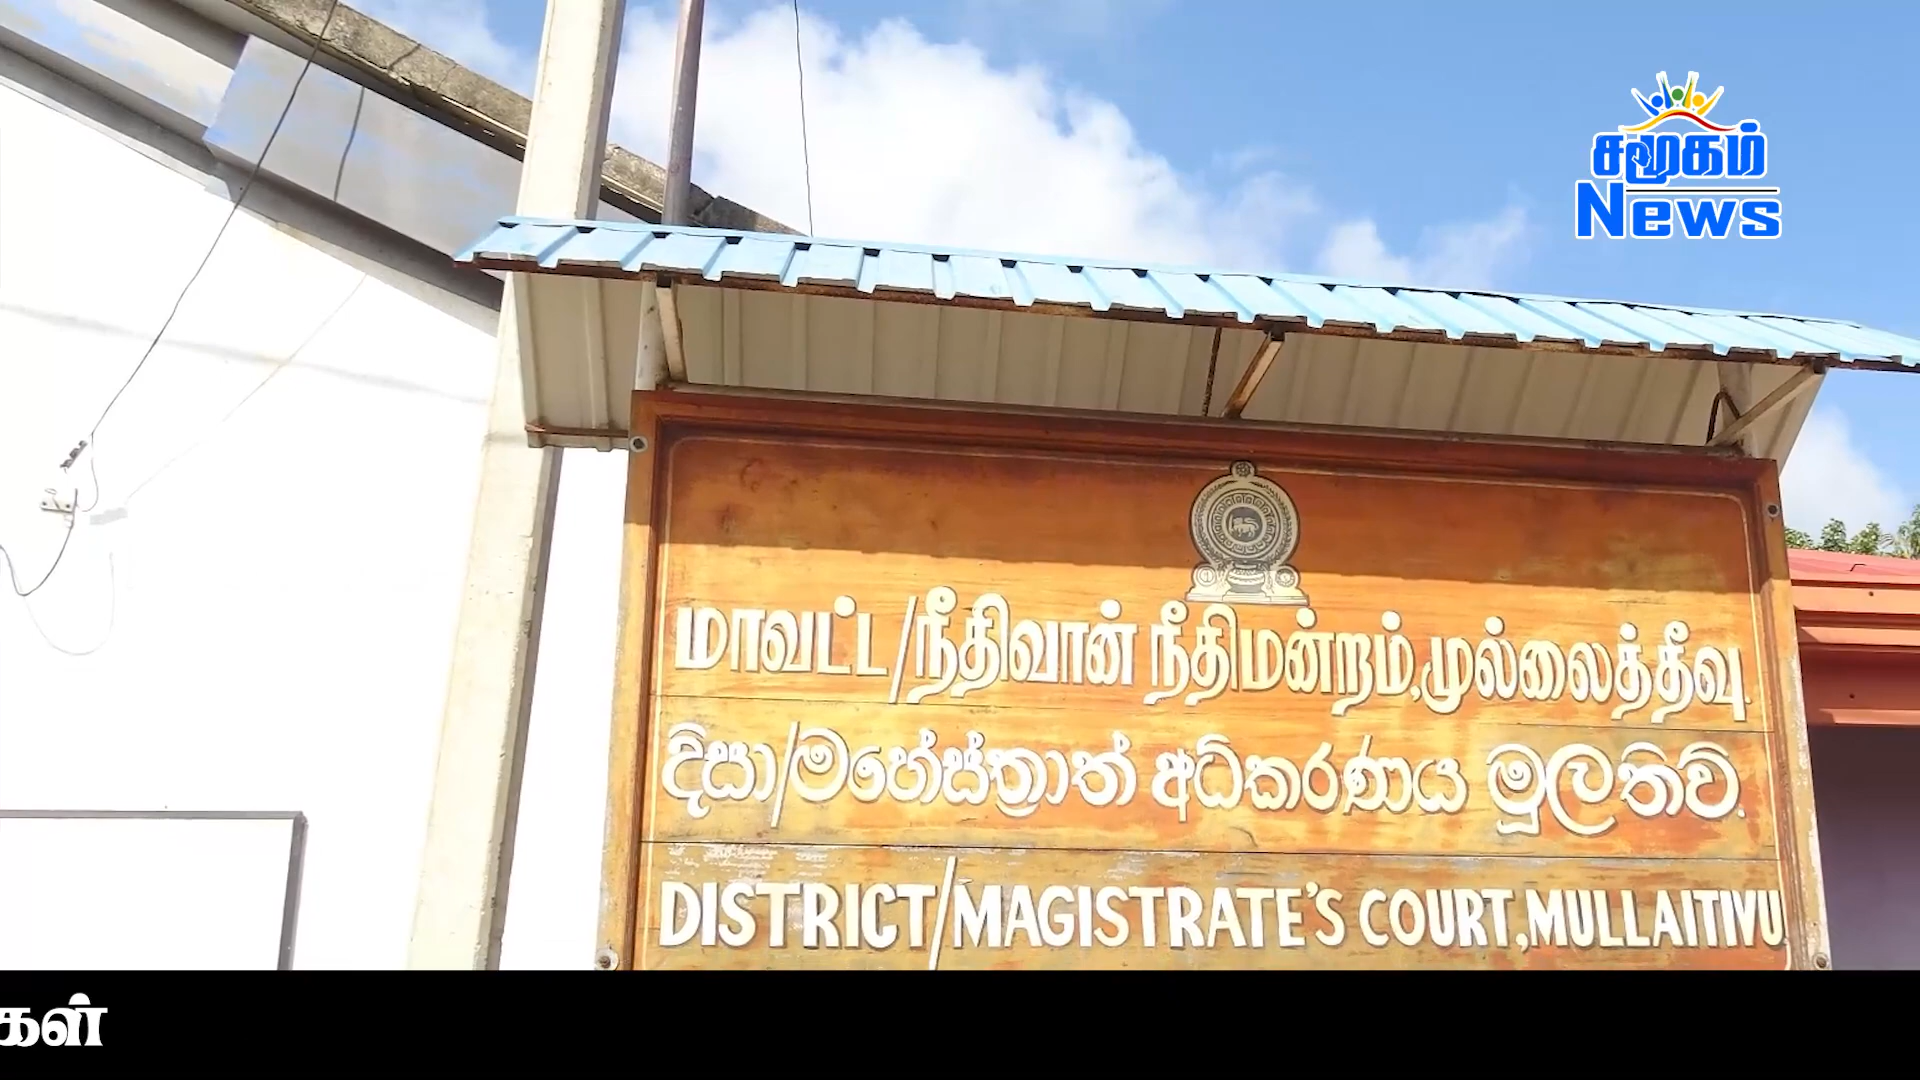 சமூகம்
News
மாவட்ட/நீதிவான் நீதிமன்றம்,முல்லைத்தீவு.
දිසා/මහේස්ත්‍රාත් අධිකරණය මුලතිව්.
DISTRICT/MAGISTRATE'S COURT,MULLAITIVU
கள்